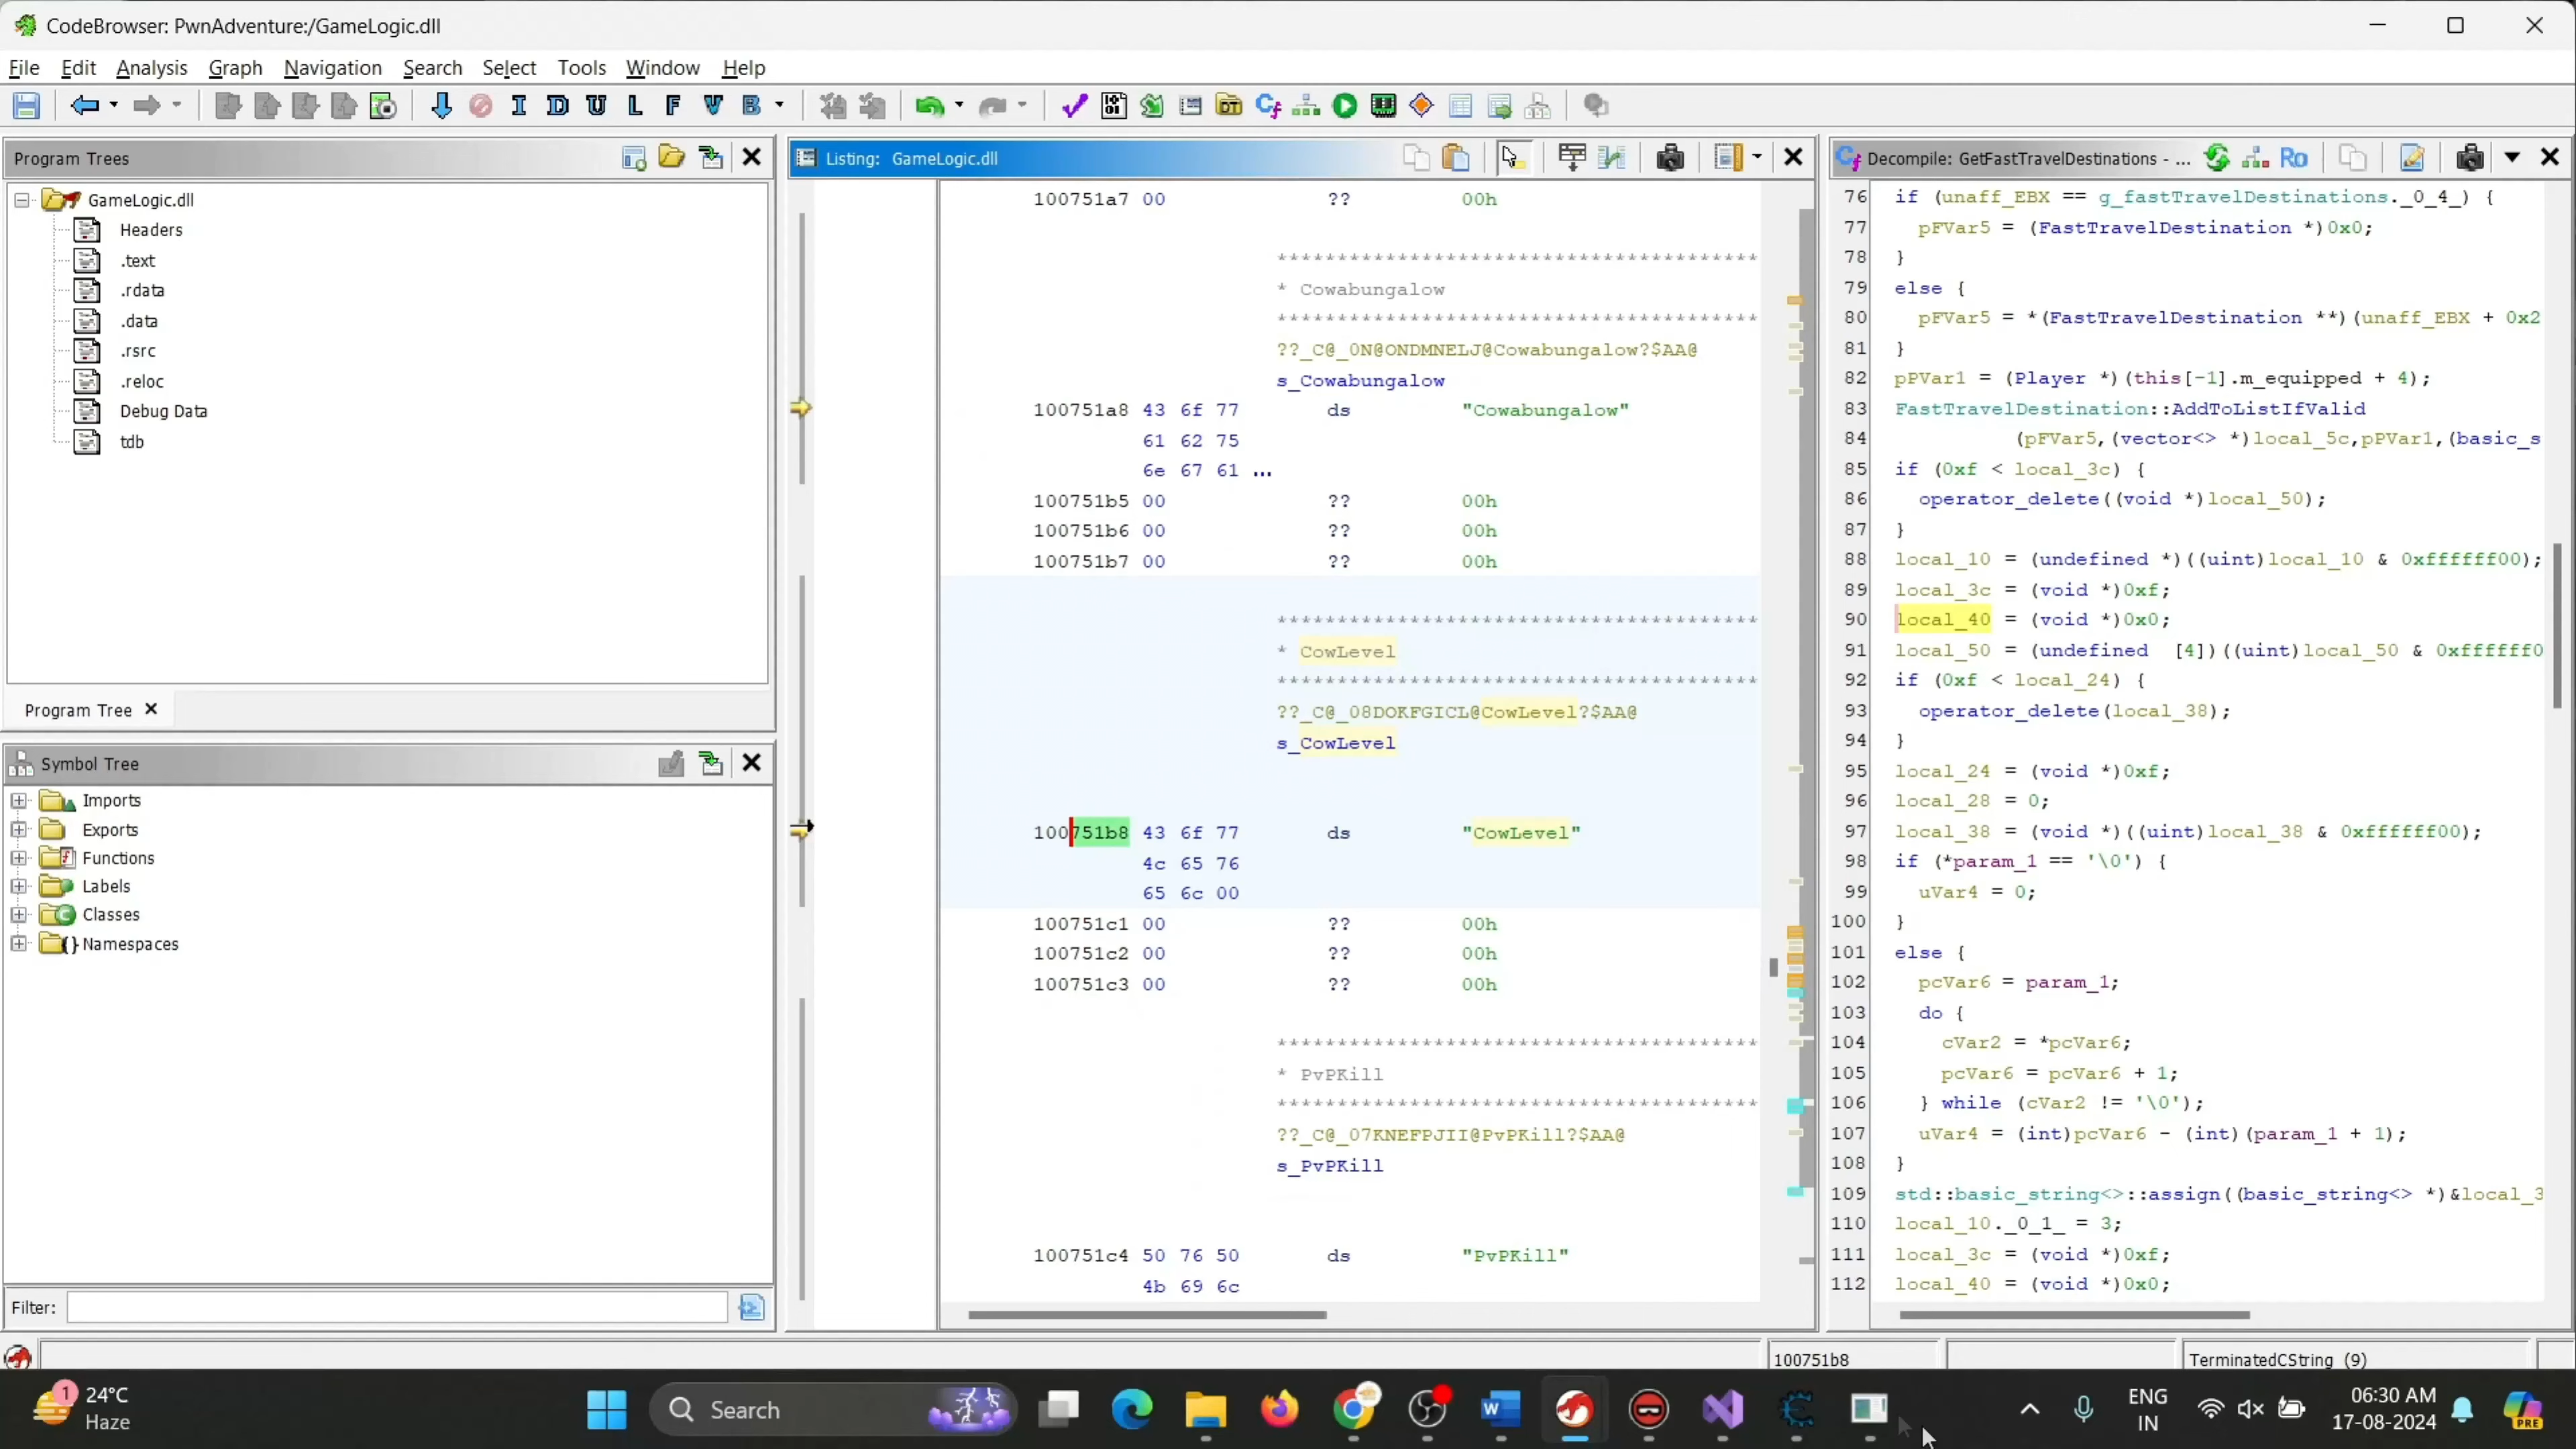 CodeBrowser: PwnAdventure:/GameLogic.dll
File Edit Analysis Graph Navigation Search Select Tools Window Help
I D U L F V B
Program Trees
GameLogic.dll
Headers
.text
.rdata
.data
.rsrc
.reloc
Debug Data
tdb
Program Tree
Symbol Tree
Imports
Exports
Functions
Labels
Classes
Namespaces
Filter:
Listing: GameLogic.dll
100751a7 00 ?? 00h
****************************************
* Cowabungalow
****************************************
??_C@_0N@ONDMNELJ@Cowabungalow?$AA@
s_Cowabungalow
100751a8 43 6f 77 ds "Cowabungalow"
61 62 75
6e 67 61 ...
100751b5 00 ?? 00h
100751b6 00 ?? 00h
100751b7 00 ?? 00h
****************************************
* CowLevel
****************************************
??_C@_08DOKFGICL@CowLevel?$AA@
s_CowLevel
100751b8 43 6f 77 ds "CowLevel"
4c 65 76
65 6c 00
100751c1 00 ?? 00h
100751c2 00 ?? 00h
100751c3 00 ?? 00h
****************************************
* PvPKill
****************************************
??_C@_07KNEFPJII@PvPKill?$AA@
s_PvPKill
100751c4 50 76 50 ds "PvPKill"
4b 69 6c
Decompile: GetFastTravelDestinations - ... Ro
76 if (unaff_EBX == g_fastTravelDestinations._0_4_) {
77 pFVar5 = (FastTravelDestination *)0x0;
78 }
79 else {
80 pFVar5 = *(FastTravelDestination **)(unaff_EBX + 0x2
81 }
82 pPVar1 = (Player *)(this[-1].m_equipped + 4);
83 FastTravelDestination::AddToListIfValid
84 (pFVar5,(vector<> *)local_5c,pPVar1,(basic_s
85 if (0xf < local_3c) {
86 operator_delete((void *)local_50);
87 }
88 local_10 = (undefined *)((uint)local_10 & 0xffffff00);
89 local_3c = (void *)0xf;
90 local_40 = (void *)0x0;
91 local_50 = (undefined [4])((uint)local_50 & 0xffffff0
92 if (0xf < local_24) {
93 operator_delete(local_38);
94 }
95 local_24 = (void *)0xf;
96 local_28 = 0;
97 local_38 = (void *)((uint)local_38 & 0xffffff00);
98 if (*param_1 == '\0') {
99 uVar4 = 0;
100 }
101 else {
102 pcVar6 = param_1;
103 do {
104 cVar2 = *pcVar6;
105 pcVar6 = pcVar6 + 1;
106 } while (cVar2 != '\0');
107 uVar4 = (int)pcVar6 - (int)(param_1 + 1);
108 }
109 std::basic_string<>::assign((basic_string<> *)&local_3
110 local_10._0_1_ = 3;
111 local_3c = (void *)0xf;
112 local_40 = (void *)0x0;
100751b8
TerminatedCString (9)
1
24°C
Haze
Search
ENG
IN
06:30 AM
17-08-2024
PRE